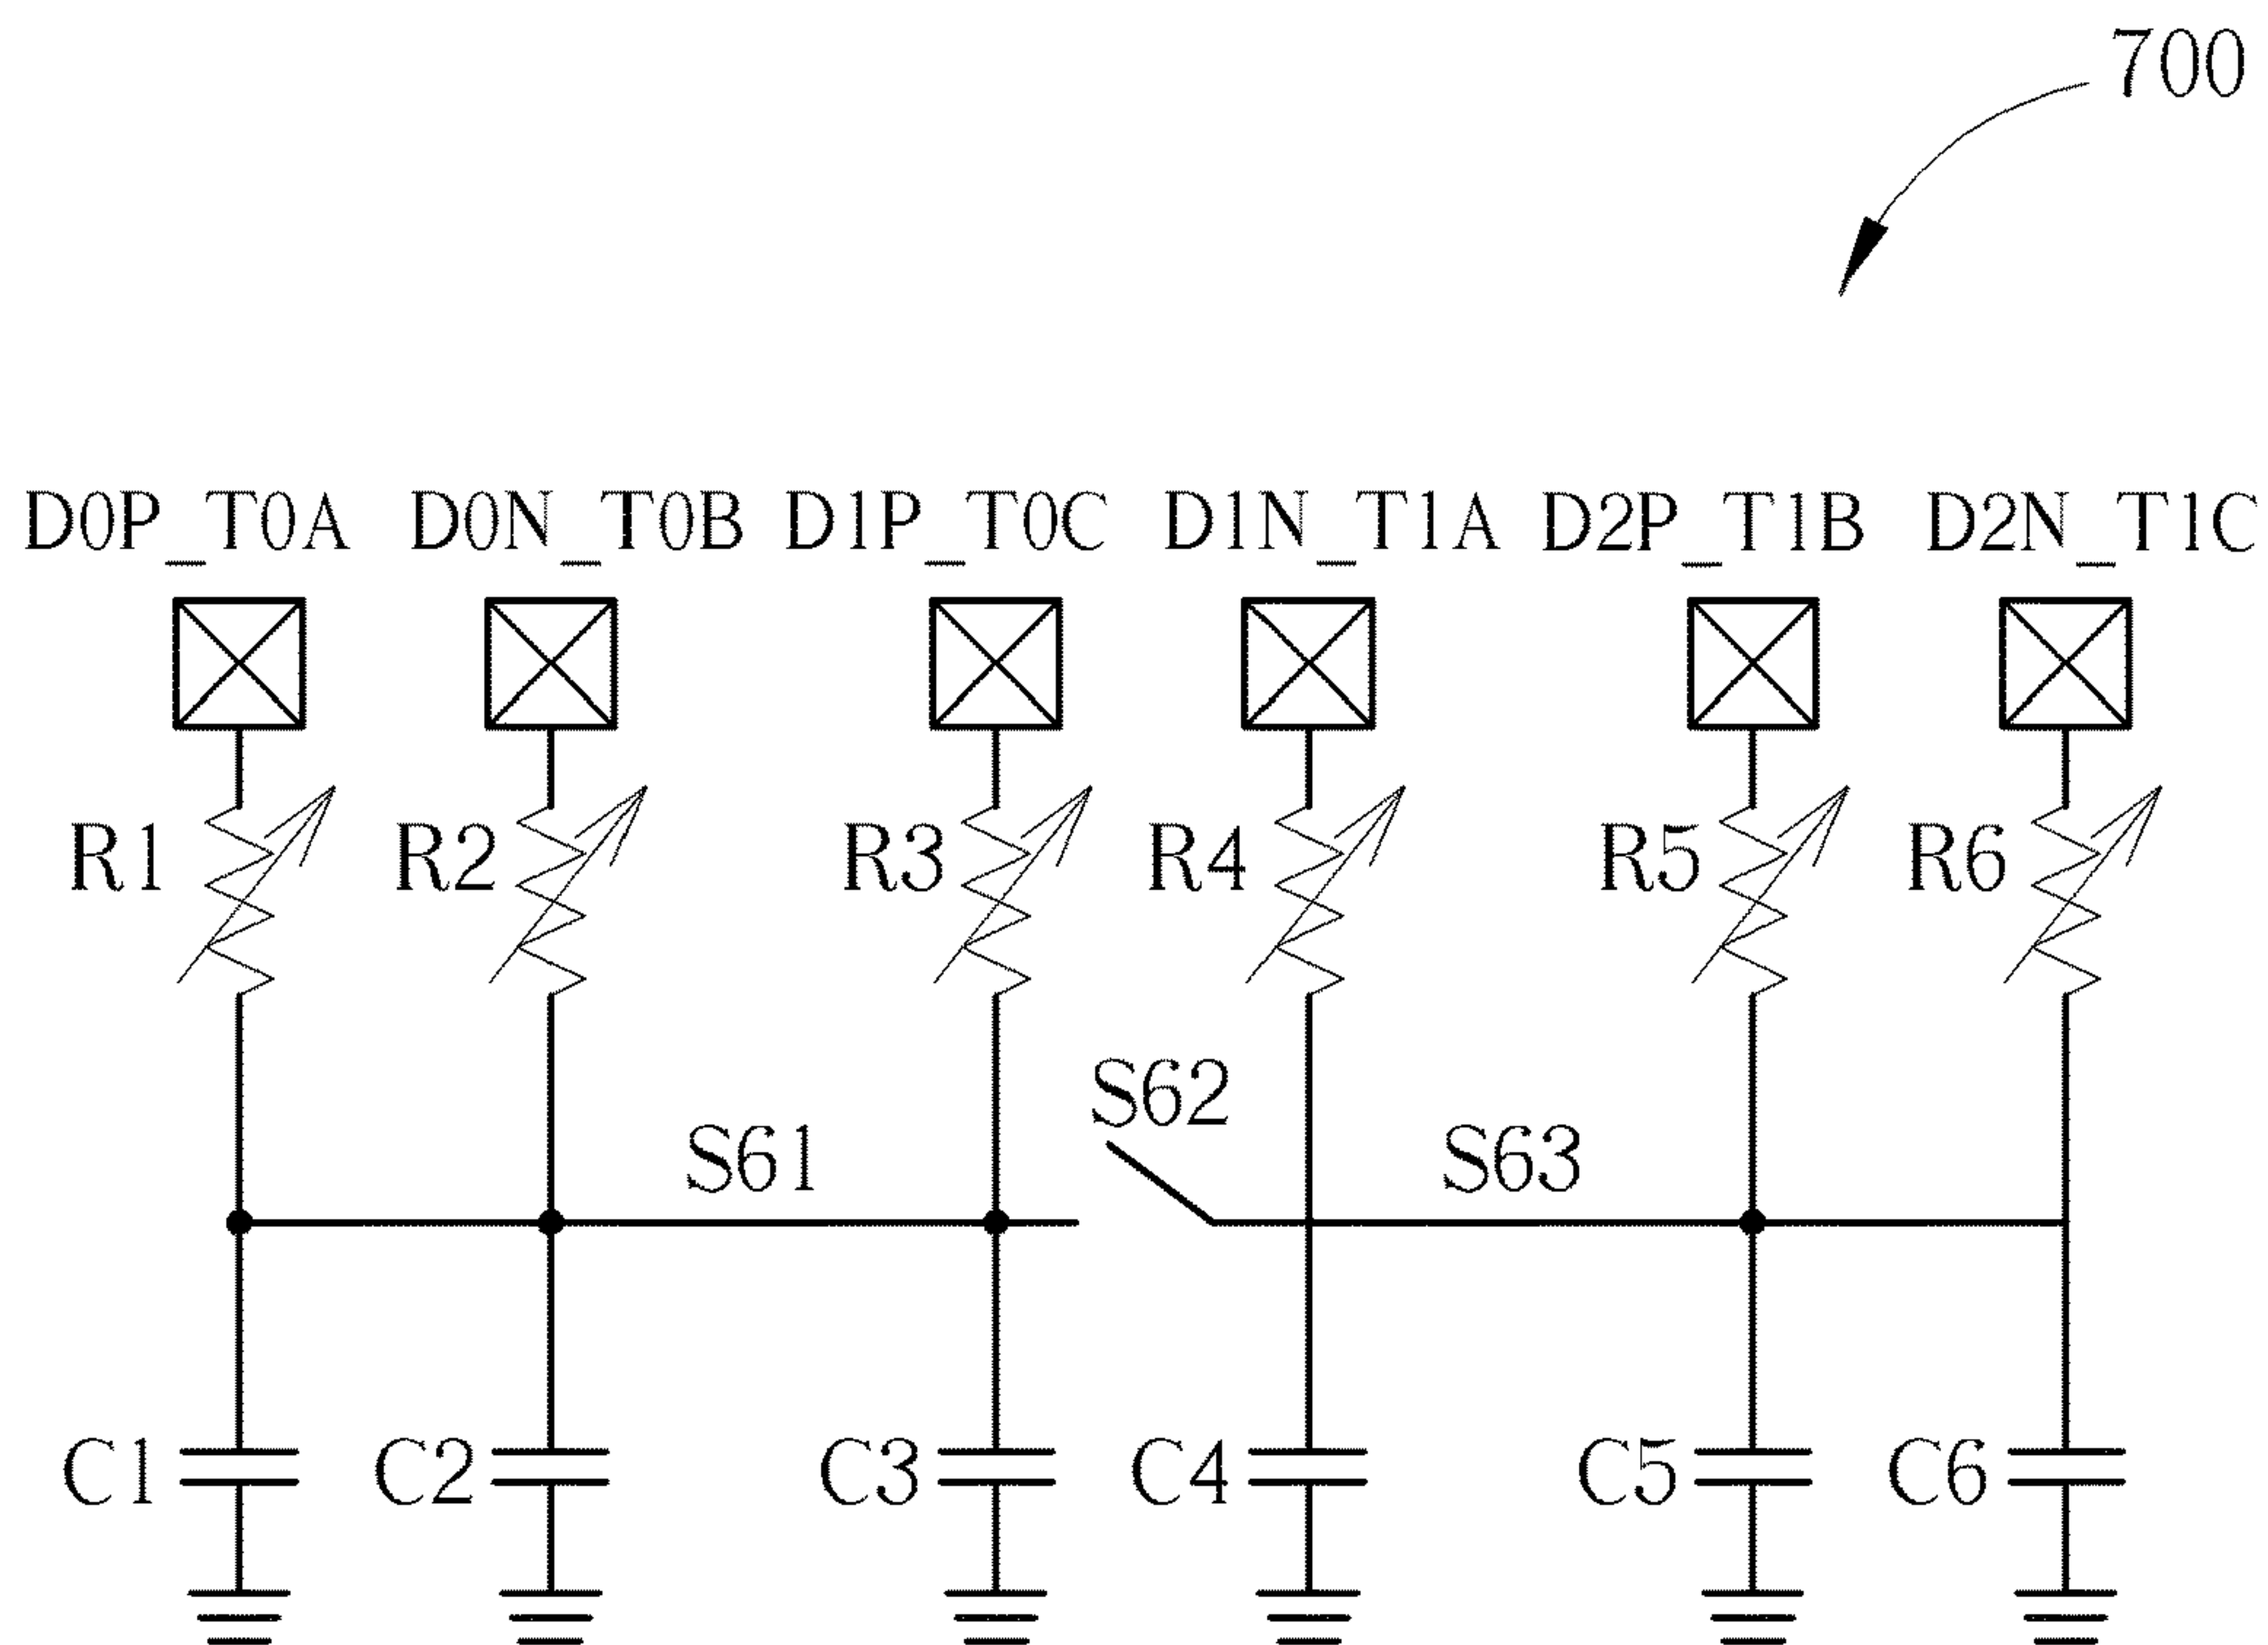 700
D0P_T0A D0N_T0B D1P_T0C D1N_T1A D2P_T1B D2N_T1C
R1 R2 R3 R4 R5 R6
S62
S61 S63
C1 C2 C3 C4 C5 C6